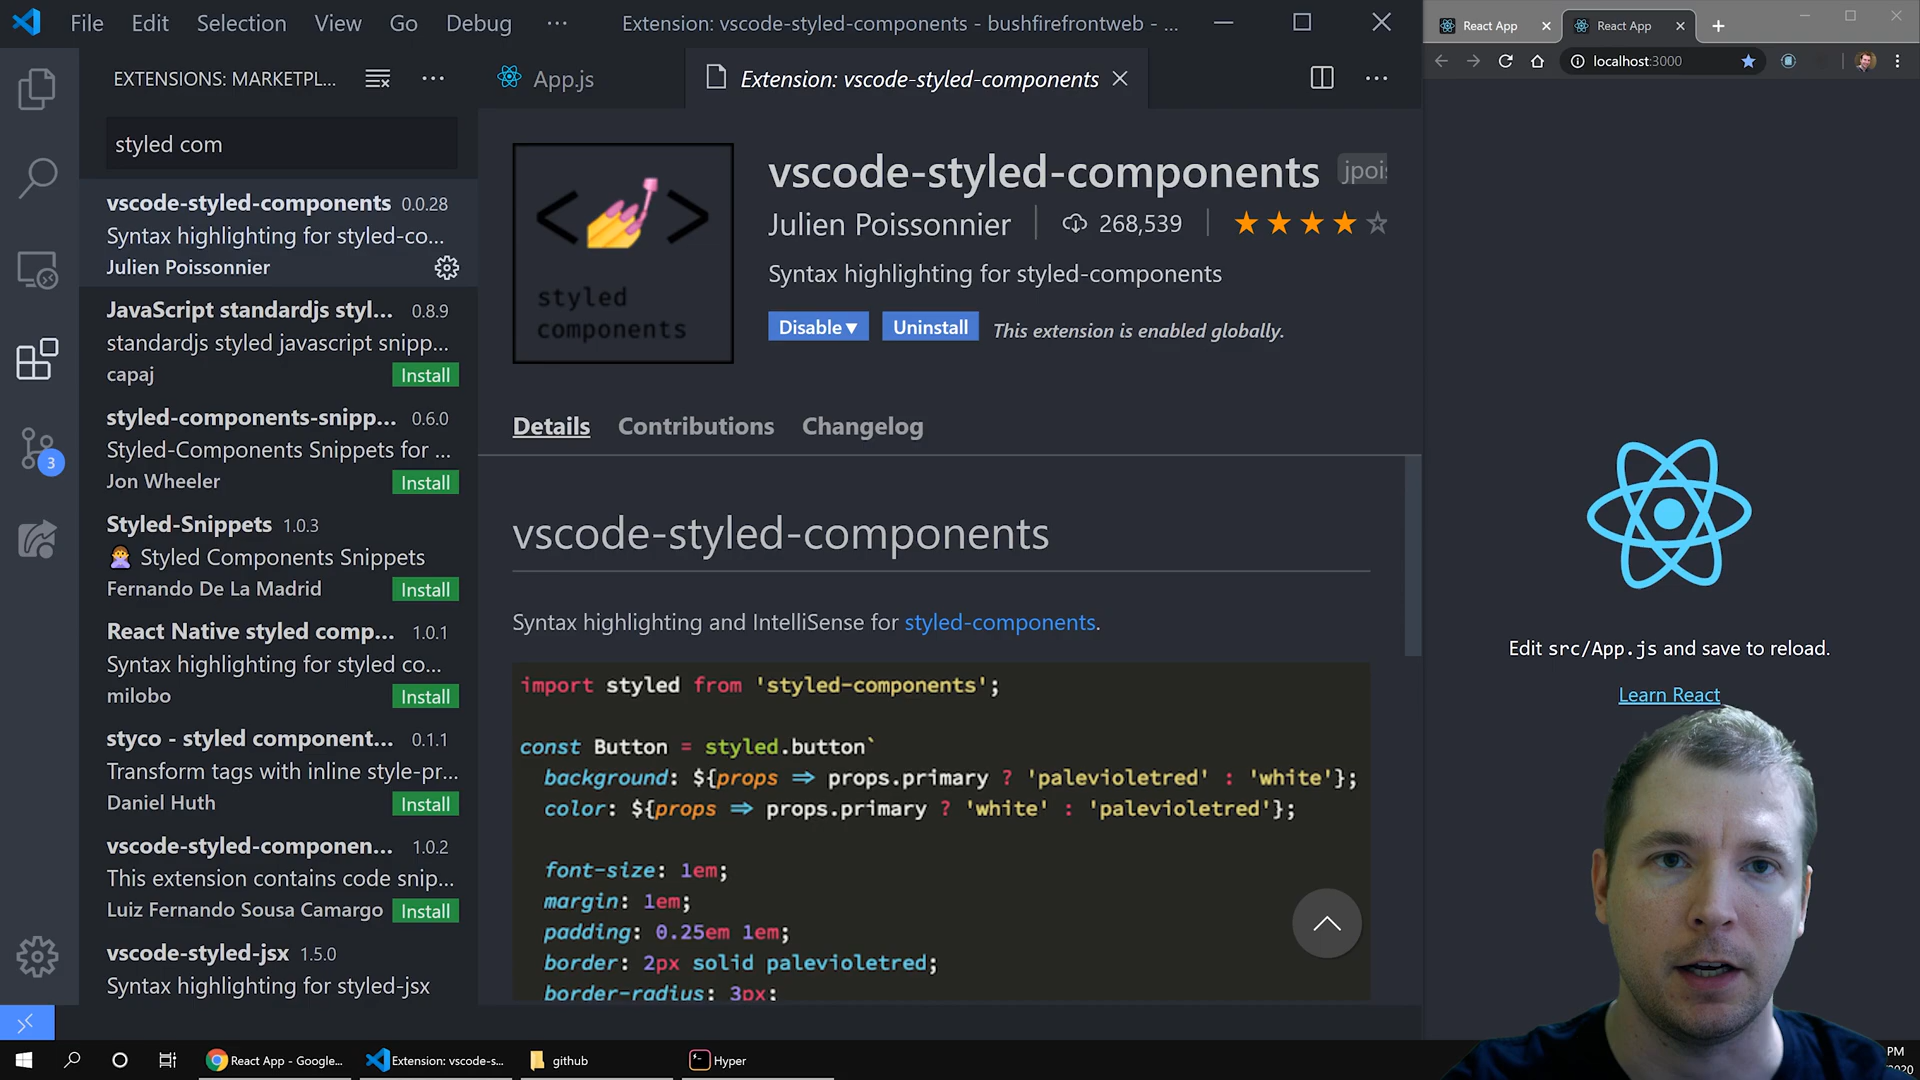 File Edit Selection View Go Debug ··· Extension: vscode-styled-components - bushfirefrontweb - ...
React App
React App
localhost:3000
EXTENSIONS: MARKETPL...
App.js
Extension: vscode-styled-components
styled com
vscode-styled-components 0.0.28
Syntax highlighting for styled-co...
Julien Poissonnier
JavaScript standardjs styl... 0.8.9
standardjs styled javascript snipp...
capaj Install
styled-components-snipp... 0.6.0
Styled-Components Snippets for ...
Jon Wheeler Install
Styled-Snippets 1.0.3
Styled Components Snippets
Fernando De La Madrid Install
React Native styled comp... 1.0.1
Syntax highlighting for styled co...
milobo Install
styco - styled component... 0.1.1
Transform tags with inline style-pr...
Daniel Huth Install
vscode-styled-componen... 1.0.2
This extension contains code snip...
Luiz Fernando Sousa Camargo Install
vscode-styled-jsx 1.5.0
Syntax highlighting for styled-jsx
3
styled
components
vscode-styled-components jpois
Julien Poissonnier 268,539
Syntax highlighting for styled-components
Disable▼ Uninstall This extension is enabled globally.
Details Contributions Changelog
vscode-styled-components
Syntax highlighting and IntelliSense for styled-components.
import styled from 'styled-components';
const Button = styled.button`
background: ${props => props.primary ? 'palevioletred' : 'white'};
color: ${props => props.primary ? 'white' : 'palevioletred'};
font-size: 1em;
margin: 1em;
padding: 0.25em 1em;
border: 2px solid palevioletred;
border-radius: 3px;
Edit src/App.js and save to reload.
Learn React
React App - Google...
Extension: vscode-s...
github
Hyper
PM